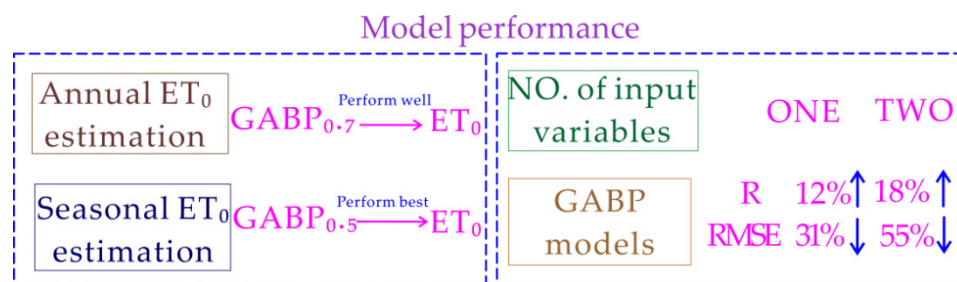 Model performance
Annual ET₀
estimation
GABP₀.₇
Perform well
ET₀
Seasonal ET₀
estimation
GABP₀.₅
Perform best
ET₀
NO. of input
variables
ONE TWO
GABP
models
R 12%↑ 18%↑
RMSE 31%↓ 55%↓